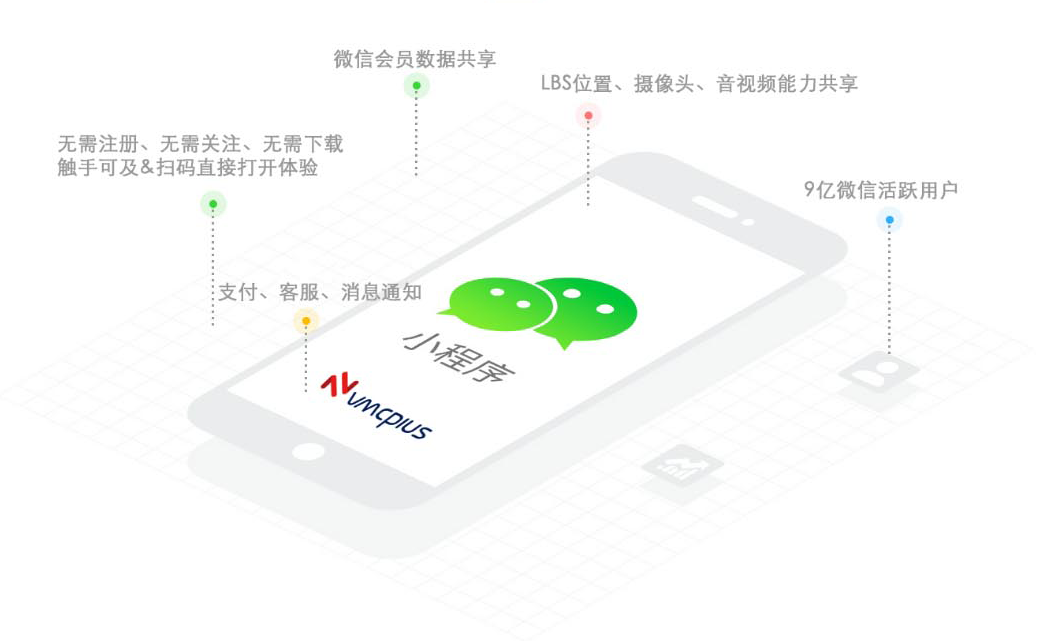 微信会员数据共享
LBS位置、摄像头、音视频能力共享
无需注册、无需关注、无需下载
触手可及&扫码直接打开体验
9亿微信活跃用户
支付、客服、消息通知
小程序
vmcplus